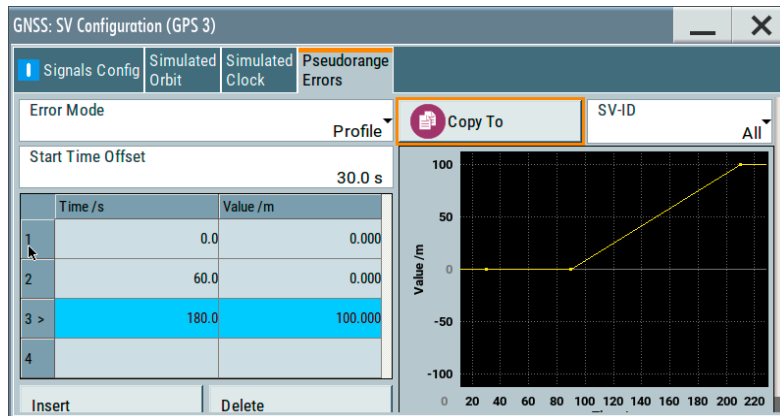 GNSS: SV Configuration (GPS 3)
Signals Config
Simulated Orbit
Simulated Clock
Pseudorange Errors
Error Mode
Profile
Copy To
SV-ID
All
Start Time Offset
30.0 s
Time /s Value /m
1 0.0 0.000
2 60.0 0.000
3 > 180.0 100.000
4
Insert Delete
Value /m
100
50
0
-50
-100
0 20 40 60 80 100 120 140 160 180 200 220